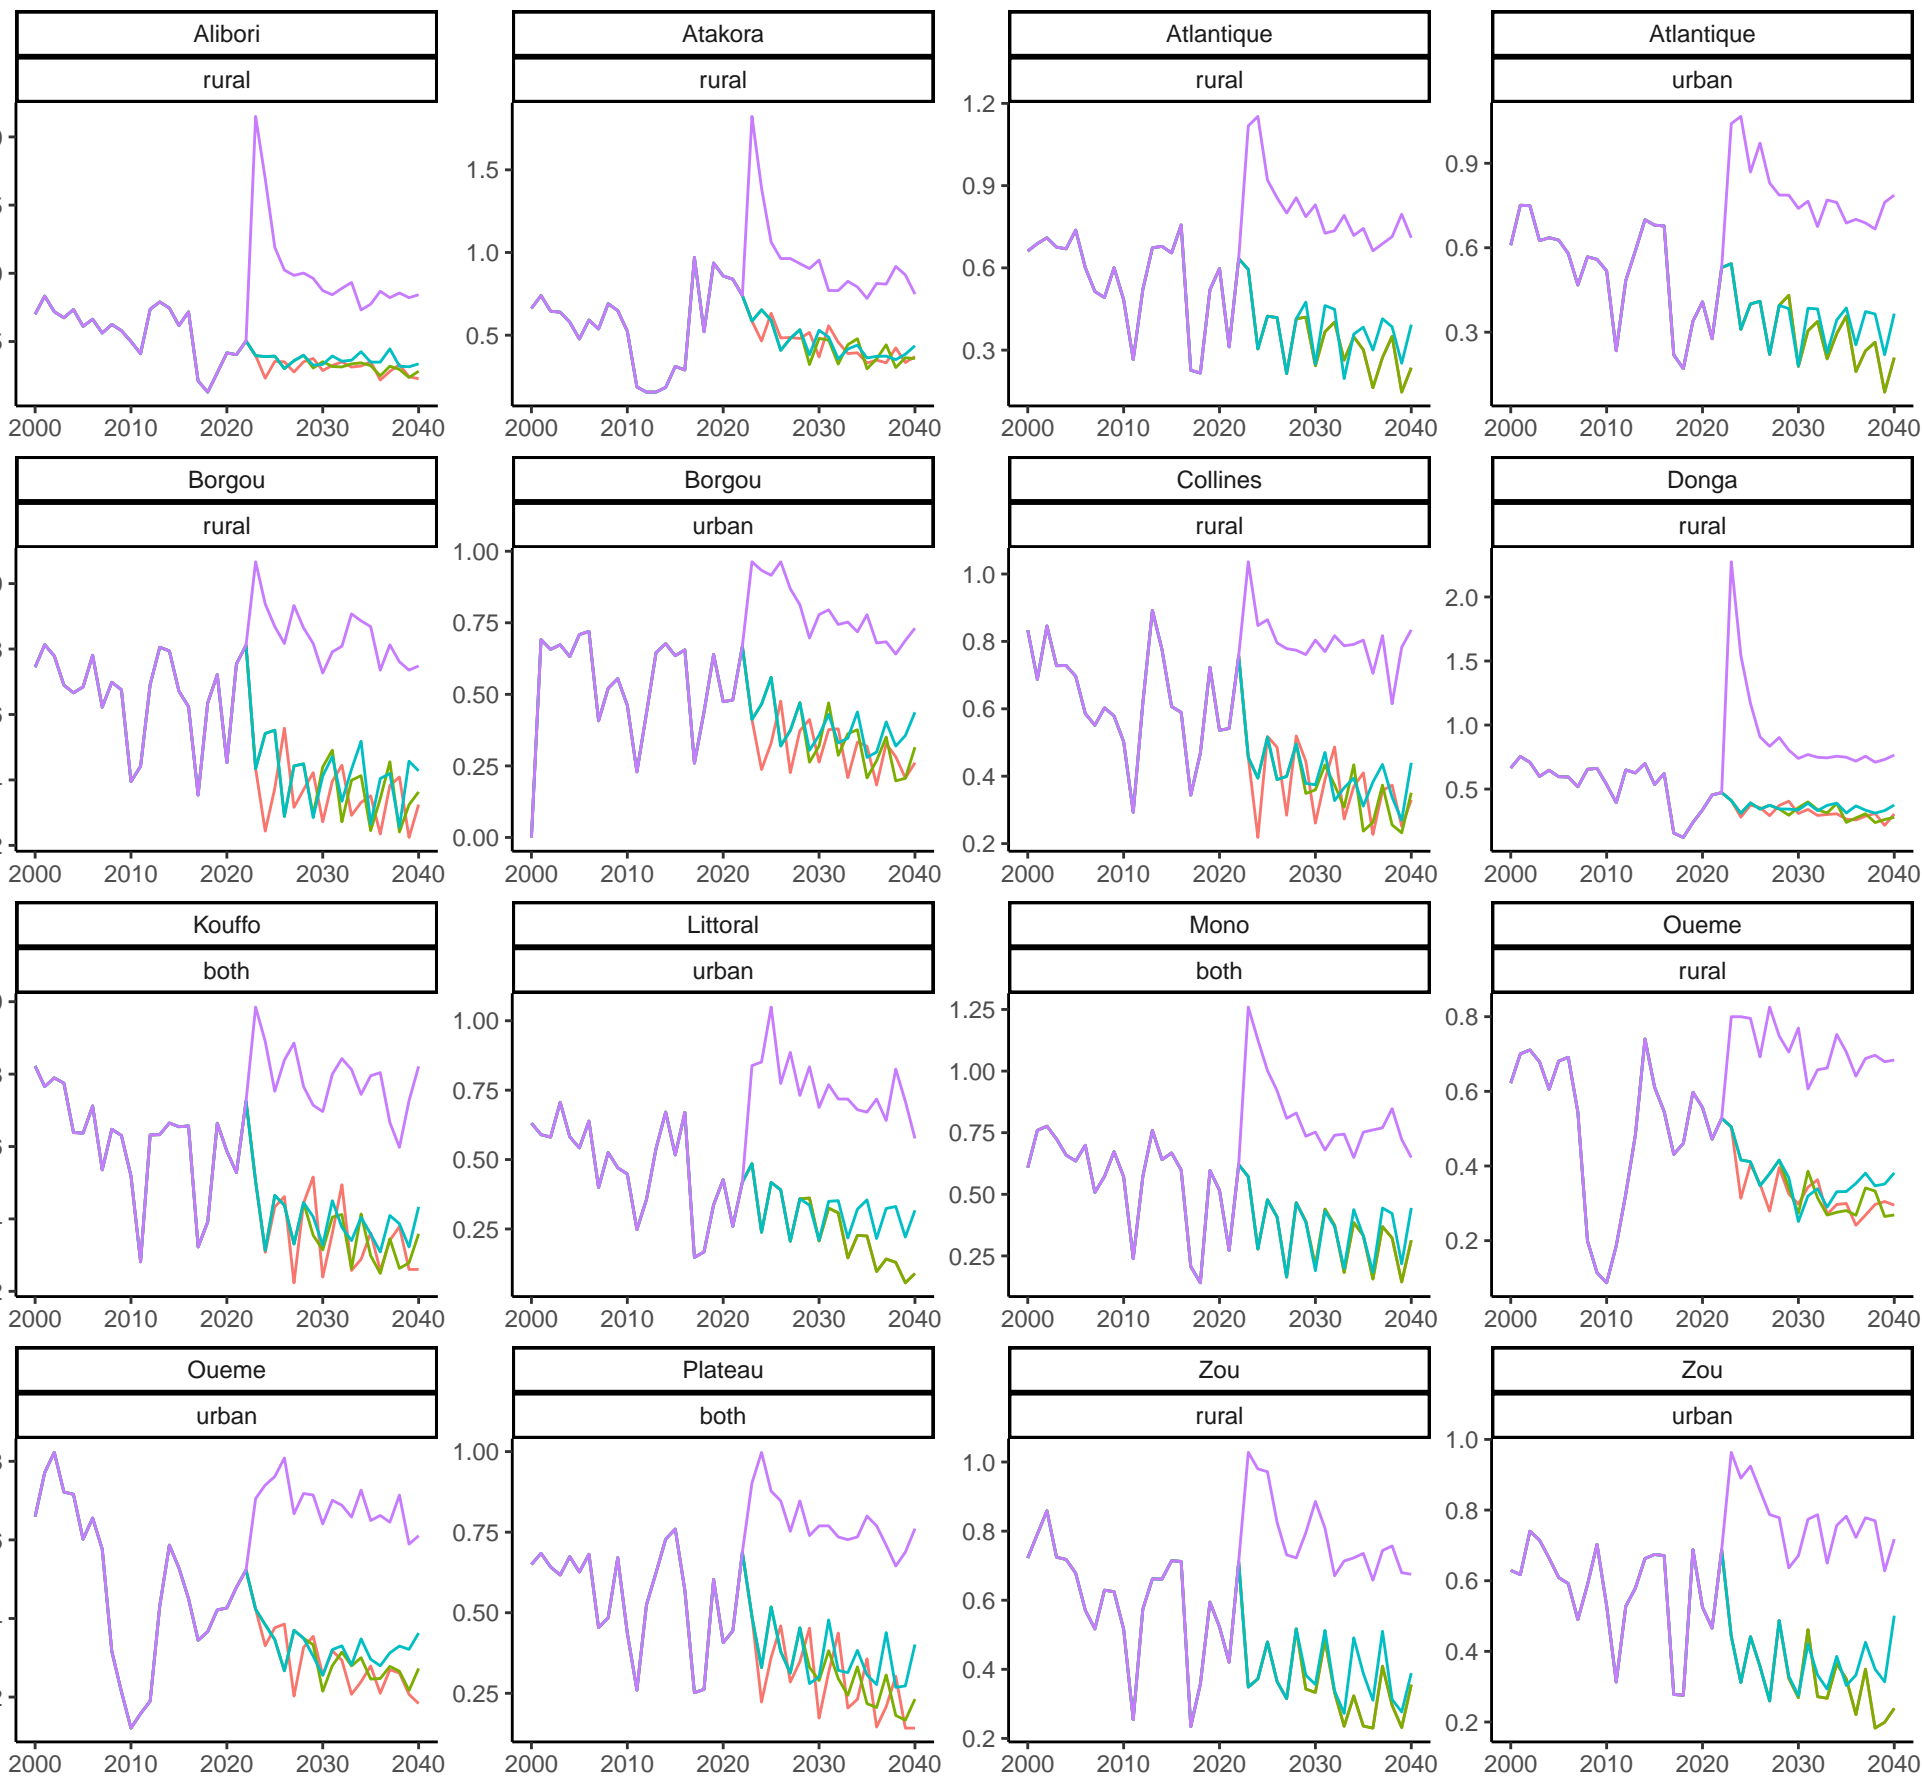 Alibori Atakora Atlantique Atlantique
rural rural rural urban
1.5 1.0 0.5
1.2 0.9 0.6 0.3
0.9 0.6 0.3
2000 2010 2020 2030 2040 2000 2010 2020 2030 2040 2000 2010 2020 2030 2040 2000 2010 2020 2030 2040
Borgou Borgou Collines Donga
rural urban rural rural
1.00 0.75 0.50 0.25 0.00
1.0 0.8 0.6 0.4 0.2
2.0 1.5 1.0 0.5
2000 2010 2020 2030 2040 2000 2010 2020 2030 2040 2000 2010 2020 2030 2040 2000 2010 2020 2030 2040
Kouffo Littoral Mono Oueme
both urban both rural
1.00 0.75 0.50 0.25
1.25 1.00 0.75 0.50 0.25
0.8 0.6 0.4 0.2
2000 2010 2020 2030 2040 2000 2010 2020 2030 2040 2000 2010 2020 2030 2040 2000 2010 2020 2030 2040
Oueme Plateau Zou Zou
urban both rural urban
1.00 0.75 0.50 0.25
1.0 0.8 0.6 0.4 0.2
1.0 0.8 0.6 0.4 0.2
2000 2010 2020 2030 2040 2000 2010 2020 2030 2040 2000 2010 2020 2030 2040 2000 2010 2020 2030 2040